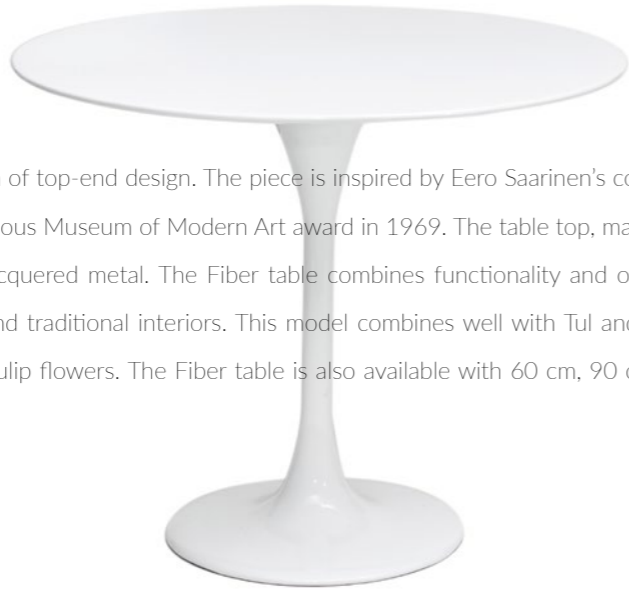 of top-end design. The piece is inspired by Eero Saarinen’s
ous Museum of Modern Art award in 1969. The table top,
cquered metal. The Fiber table combines functionality and
nd traditional interiors. This model combines well with Tul and
ulip flowers. The Fiber table is also available with 60 cm, 90